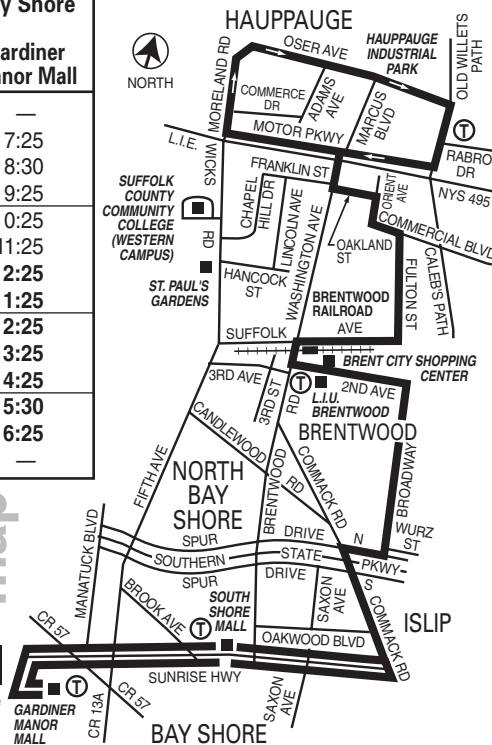 y Shore
ardiner
anor Mall
—
7:25
8:30
9:25
0:25
11:25
2:25
1:25
2:25
3:25
4:25
5:30
6:25
—
map
HAUPPAUGE
NORTH
MORELAND RD
OSER AVE
HAUPPAUGE
INDUSTRIAL
PARK
OLD WILLETS
PATH
COMMERCE
DR
ADAMS
AVE
MARCUS
BLVD
MOTOR PKWY
T
RABRO
DR
L.I.E.
WICKS
RD
FRANKLIN ST
NYS 495
SUFFOLK
COUNTY
COMMUNITY
COLLEGE
(WESTERN
CAMPUS)
CHAPEL
HILL DR
LINCOLN AVE
WASHINGTON AVE
ORIENT
AVE
COMMERCIAL BLVD
OAKLAND
ST
ST. PAUL'S
GARDENS
HANCOCK
ST
BRENTWOOD
RAILROAD
AVE
FULTON ST
CALEB'S PATH
SUFFOLK
BRENT CITY SHOPPING
CENTER
3RD AVE
3RD ST
T
RD
L.I.U.
BRENTWOOD
2ND AVE
BRENTWOOD
CANDLEWOOD
RD
FIFTH AVE
NORTH
BAY
SHORE
BRENTWOOD
COMMACK RD
BROADWAY
WURZ
ST
MANATUCK BLVD
SPUR
DRIVE
N
SOUTHERN
STATE
PKWY
SPUR
DRIVE
S
BROOK AVE
SOUTH
SHORE
MALL
T
SAXON
AVE
COMMACK RD
ISLIP
OAKWOOD BLVD
CR 57
SUNRISE HWY
T
GARDINER
MANOR
MALL
CR 13A
CR 57
SAXON
AVE
BAY SHORE